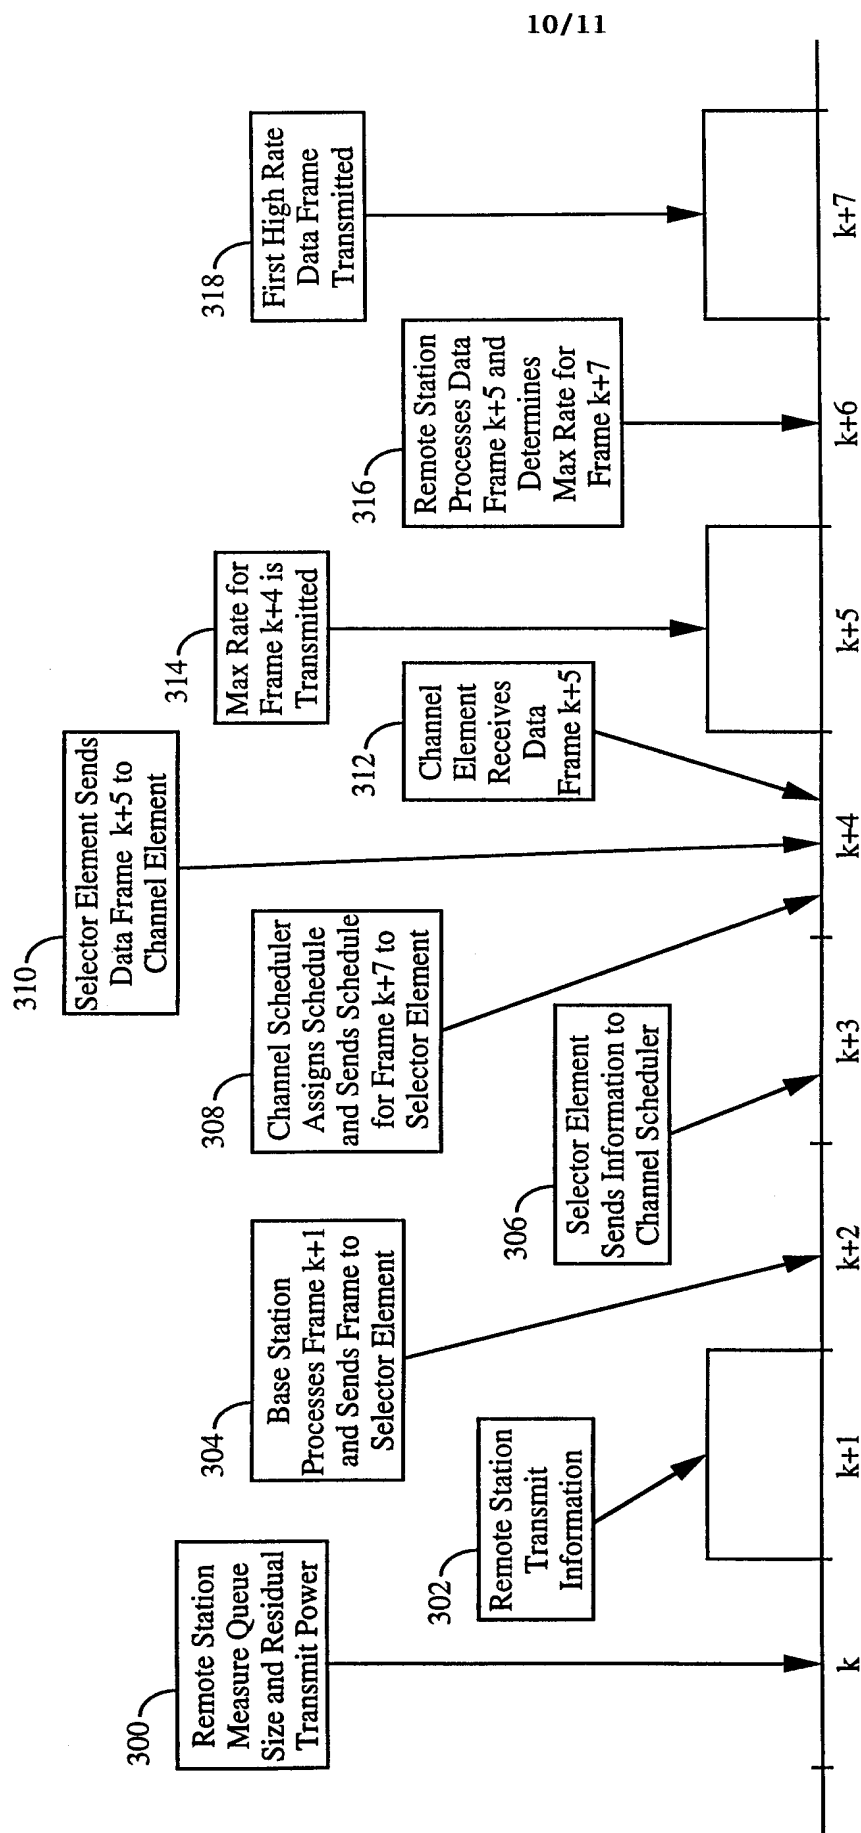 10/11
300
Remote Station
Measure Queue
Size and Residual
Transmit Power
302
Remote Station
Transmit
Information
304
Base Station
Processes Frame k+1
and Sends Frame to
Selector Element
306
Selector Element
Sends Information to
Channel Scheduler
308
Channel Scheduler
Assigns Schedule
and Sends Schedule
for Frame k+7 to
Selector Element
310
Selector Element Sends
Data Frame k+5 to
Channel Element
312
Channel
Element
Receives
Data
Frame k+5
314
Max Rate for
Frame k+4 is
Transmitted
316
Remote Station
Processes Data
Frame k+5 and
Determines
Max Rate for
Frame k+7
318
First High Rate
Data Frame
Transmitted
k
k+1
k+2
k+3
k+4
k+5
k+6
k+7